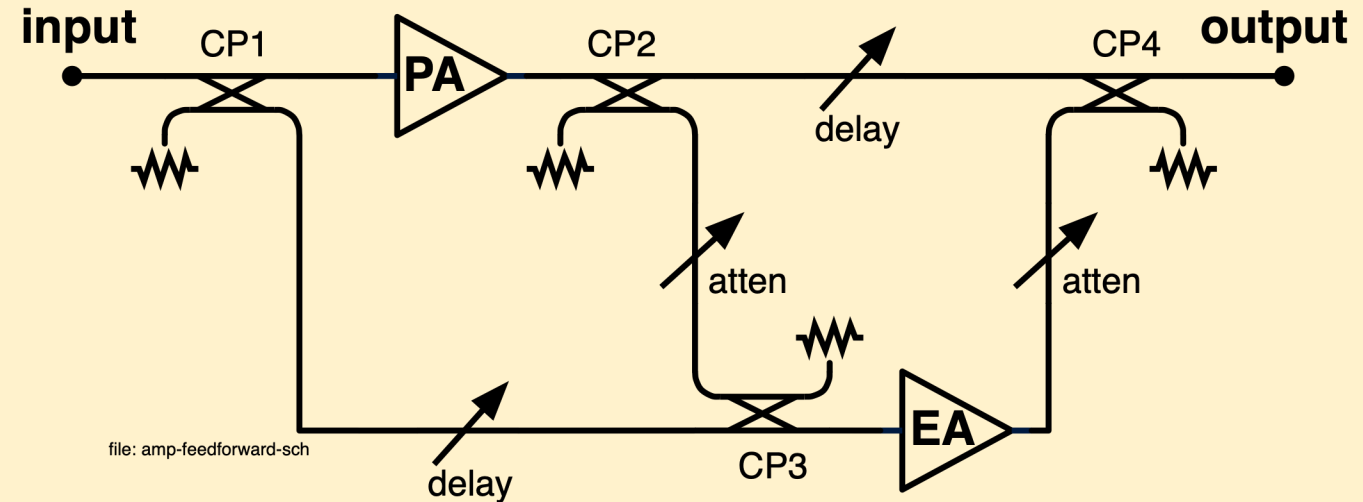 input
CP1
PA
CP2
delay
CP4
output
atten
atten
file: amp-feedforward-sch
delay
CP3
EA